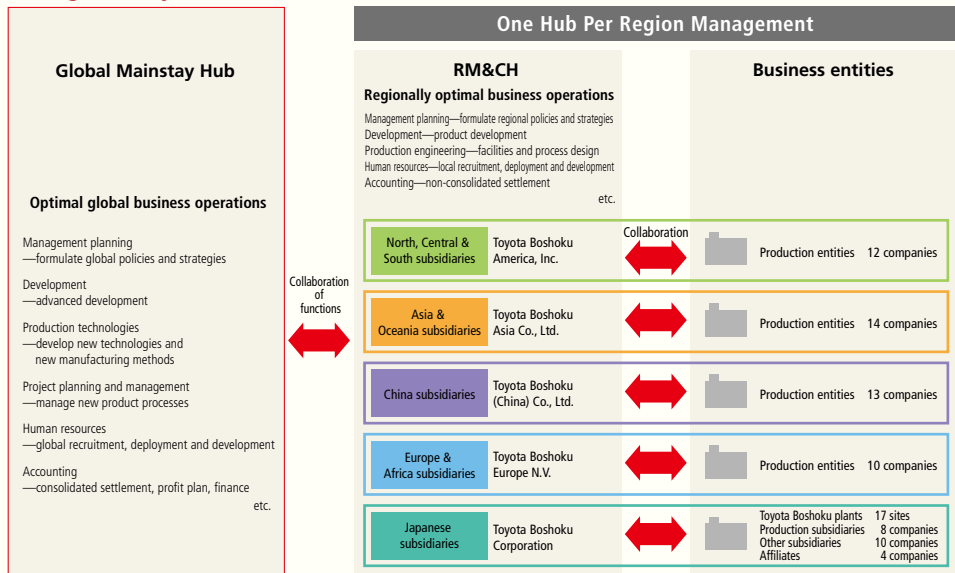 Global Mainstay Hub
Optimal global business operations
Management planning
—formulate global policies and strategies
Development
—advanced development
Production technologies
—develop new technologies and
new manufacturing methods
Project planning and management
—manage new product processes
Human resources
—global recruitment, deployment and development
Accounting
—consolidated settlement, profit plan, finance
etc.
Collaboration
of
functions
One Hub Per Region Management
RM&CH
Regionally optimal business operations
Management planning—formulate regional policies and strategies
Development—product development
Production engineering—facilities and process design
Human resources—local recruitment, deployment and development
Accounting—non-consolidated settlement
etc.
Business entities
North, Central &
South subsidiaries
Toyota Boshoku
America, Inc.
Collaboration
Production entities 12 companies
Asia &
Oceania subsidiaries
Toyota Boshoku
Asia Co., Ltd.
Production entities 14 companies
China subsidiaries
Toyota Boshoku
(China) Co., Ltd.
Production entities 13 companies
Europe &
Africa subsidiaries
Toyota Boshoku
Europe N.V.
Production entities 10 companies
Japanese
subsidiaries
Toyota Boshoku
Corporation
Toyota Boshoku plants 17 sites
Production subsidiaries 8 companies
Other subsidiaries 10 companies
Affiliates 4 companies